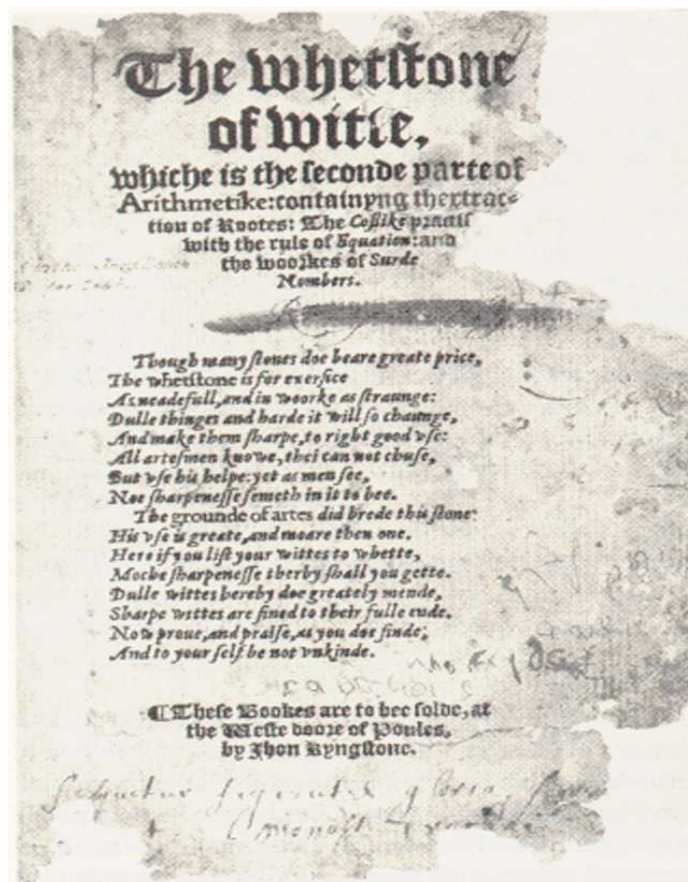 The whetstone
of witte,
whiche is the seconde parte of
Arithmetike: containyng thextrac-
tion of Rootes: The Cossike practise
with the rule of Equation: and
the woorkes of Surde
Nombers.
Though many stones doe beare greate price,
The whetstone is for exersice
As neadefull, and in woorke as straunge:
Dulle thinges and harde it will so chaunge,
And make them sharpe, to right good vse:
All artesmen knowe, thei can not chuse,
But vse his helpe: yet as men see,
Noe sharpenesse semeth in it to bee.
The grounde of artes did brede this stone:
His vse is greate, and moare then one.
Here if you lift your wittes to whette,
Moche sharpenesse therby shall you gette.
Dulle wittes hereby doe greately mende,
Sharpe wittes are fined to their fulle ende.
Now proue, and praise, as you doe finde,
And to your self be not vnkinde.
¶ These Bookes are to bee solde, at
the Weste doore of Poules,
by Jhon Kyngstone.
gloria